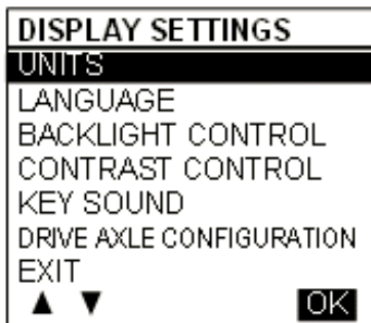 DISPLAY SETTINGS
UNITS
LANGUAGE
BACKLIGHT CONTROL
CONTRAST CONTROL
KEY SOUND
DRIVE AXLE CONFIGURATION
EXIT
▲ ▼ OK